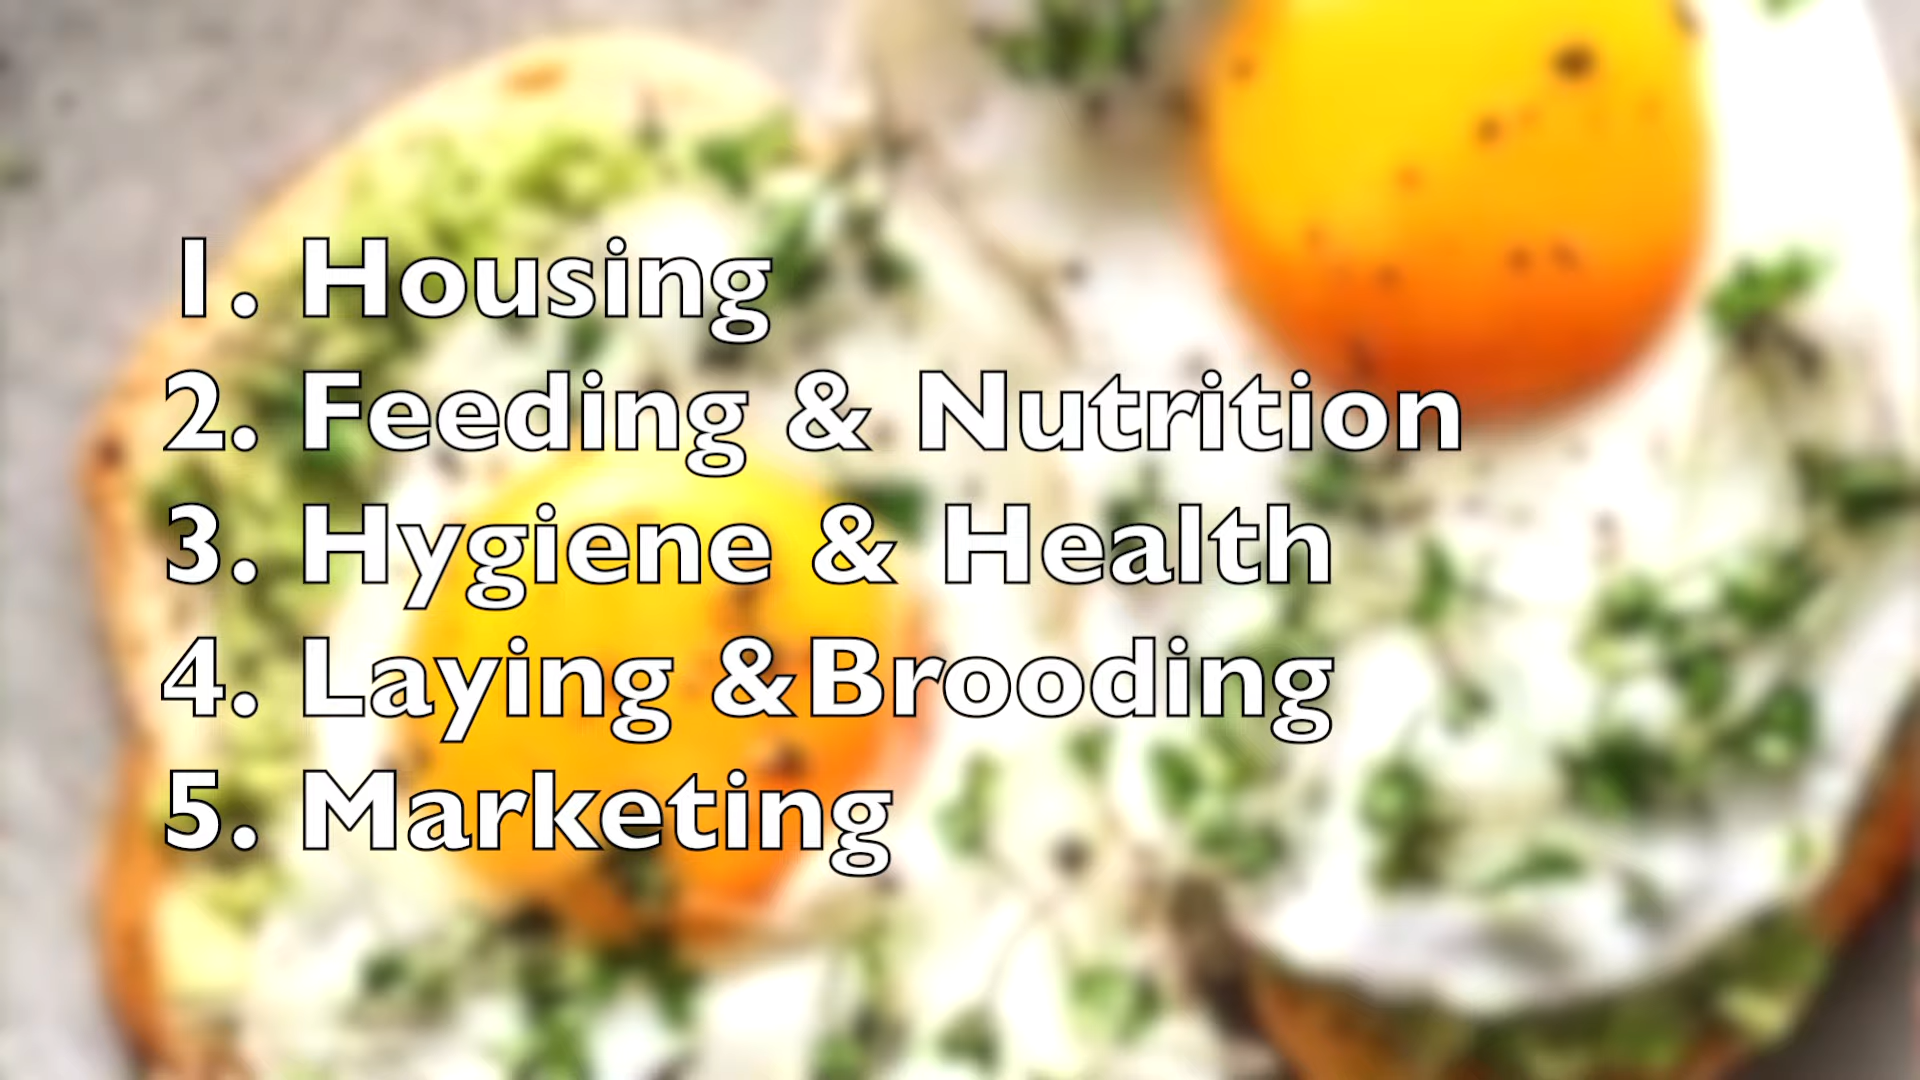 1. Housing
2. Feeding & Nutrition
3. Hygiene & Health
4. Laying &Brooding
5. Marketing